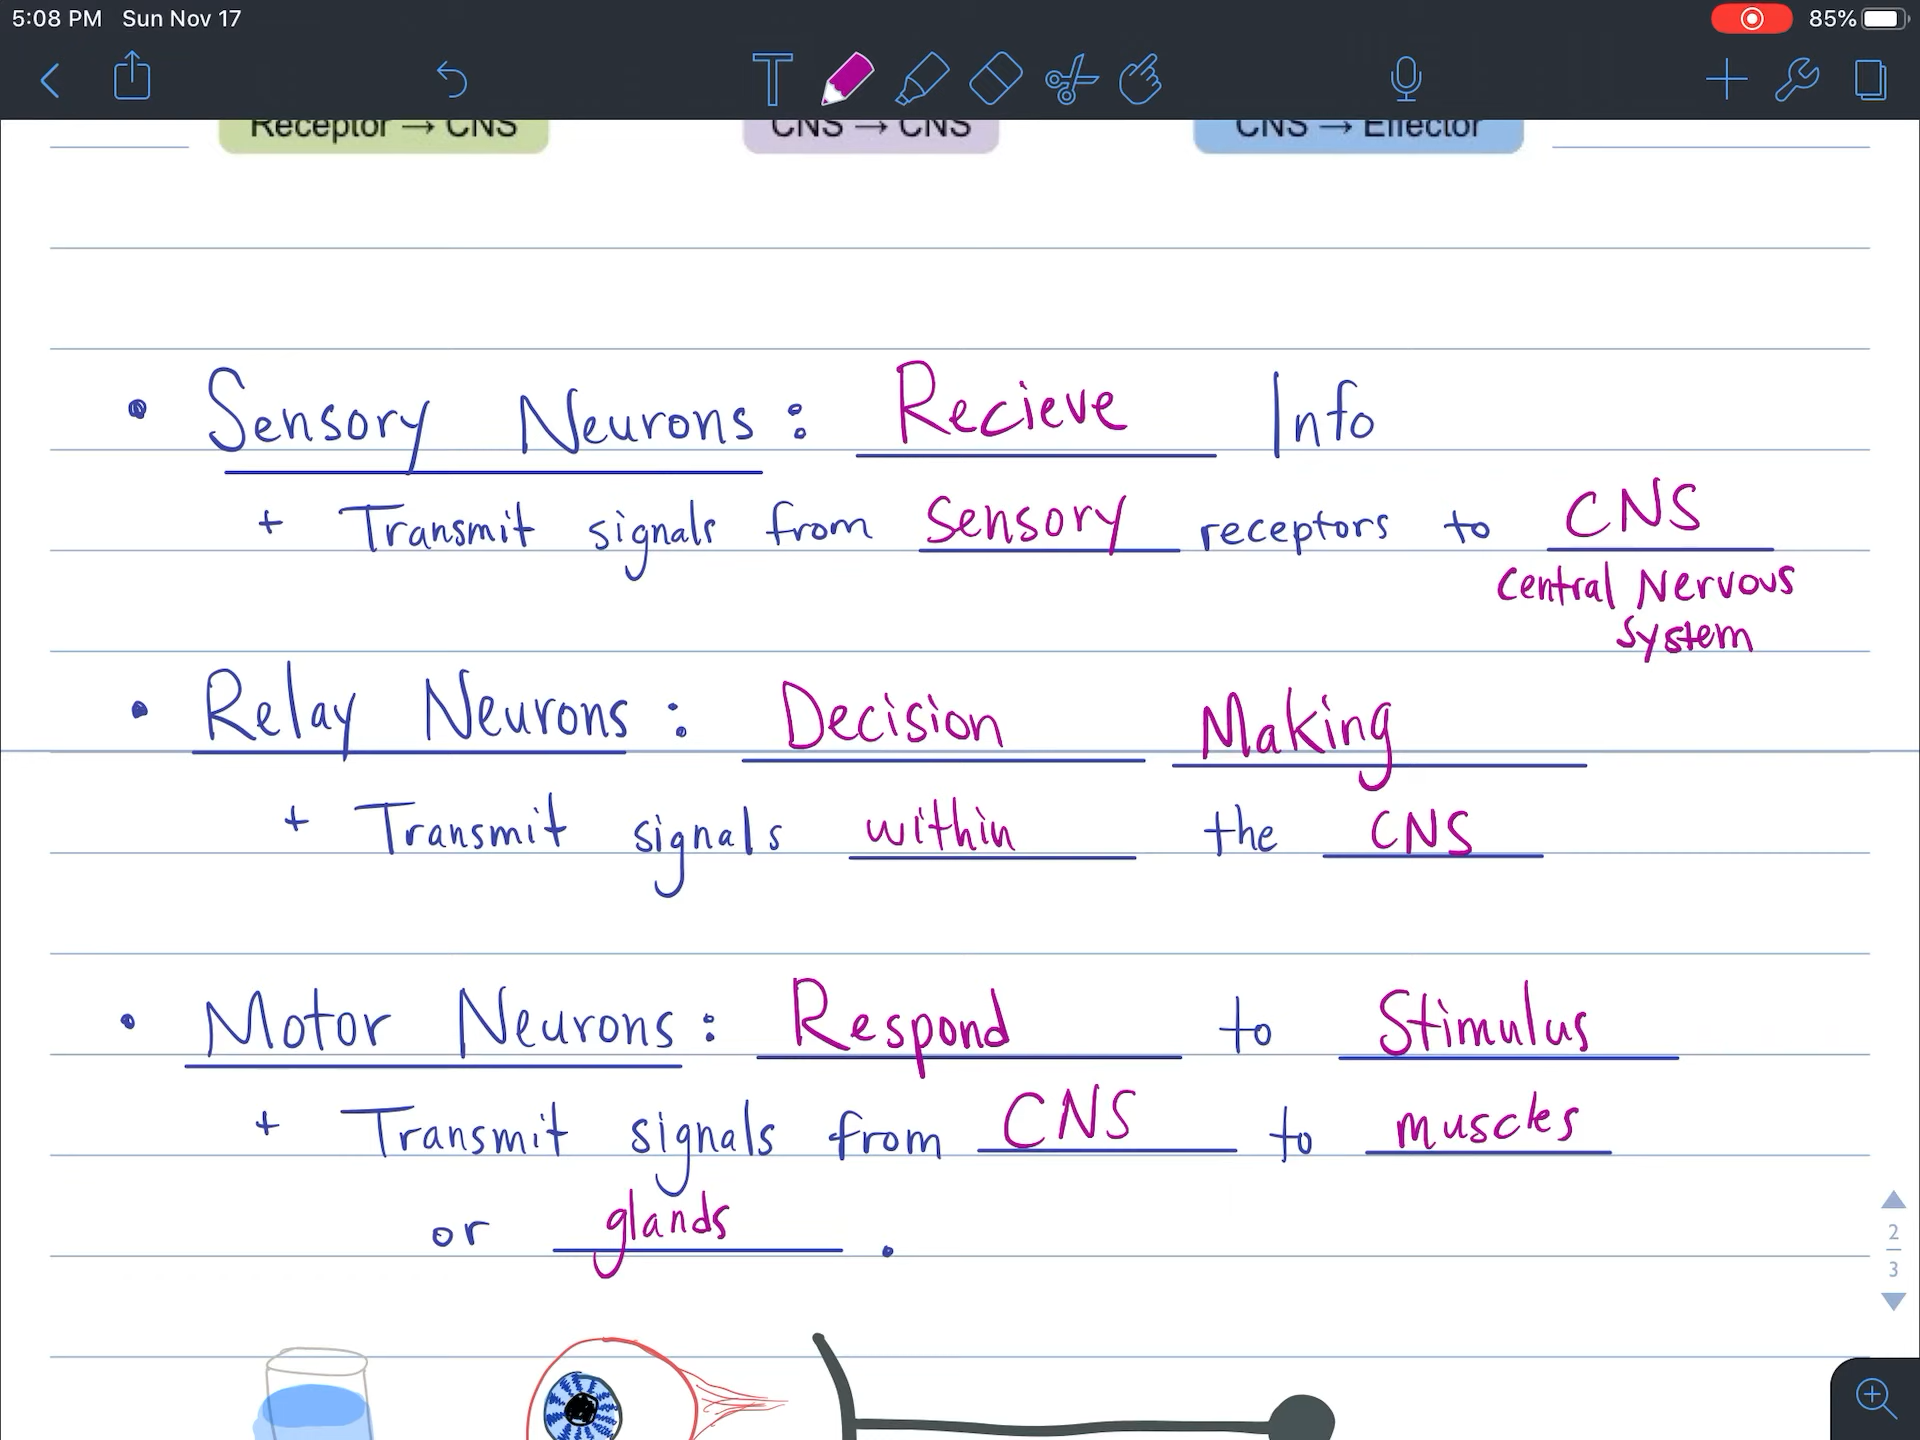 5:08 PM Sun Nov 17 85%
T
Receptor → CNS CNS → CNS CNS → Effector
• Sensory Neurons: Recieve Info
+ Transmit signals from sensory receptors to CNS
Central Nervous
System
• Relay Neurons: Decision Making
+ Transmit signals within the CNS
• Motor Neurons: Respond to Stimulus
+ Transmit signals from CNS to muscles
or glands.
2
3